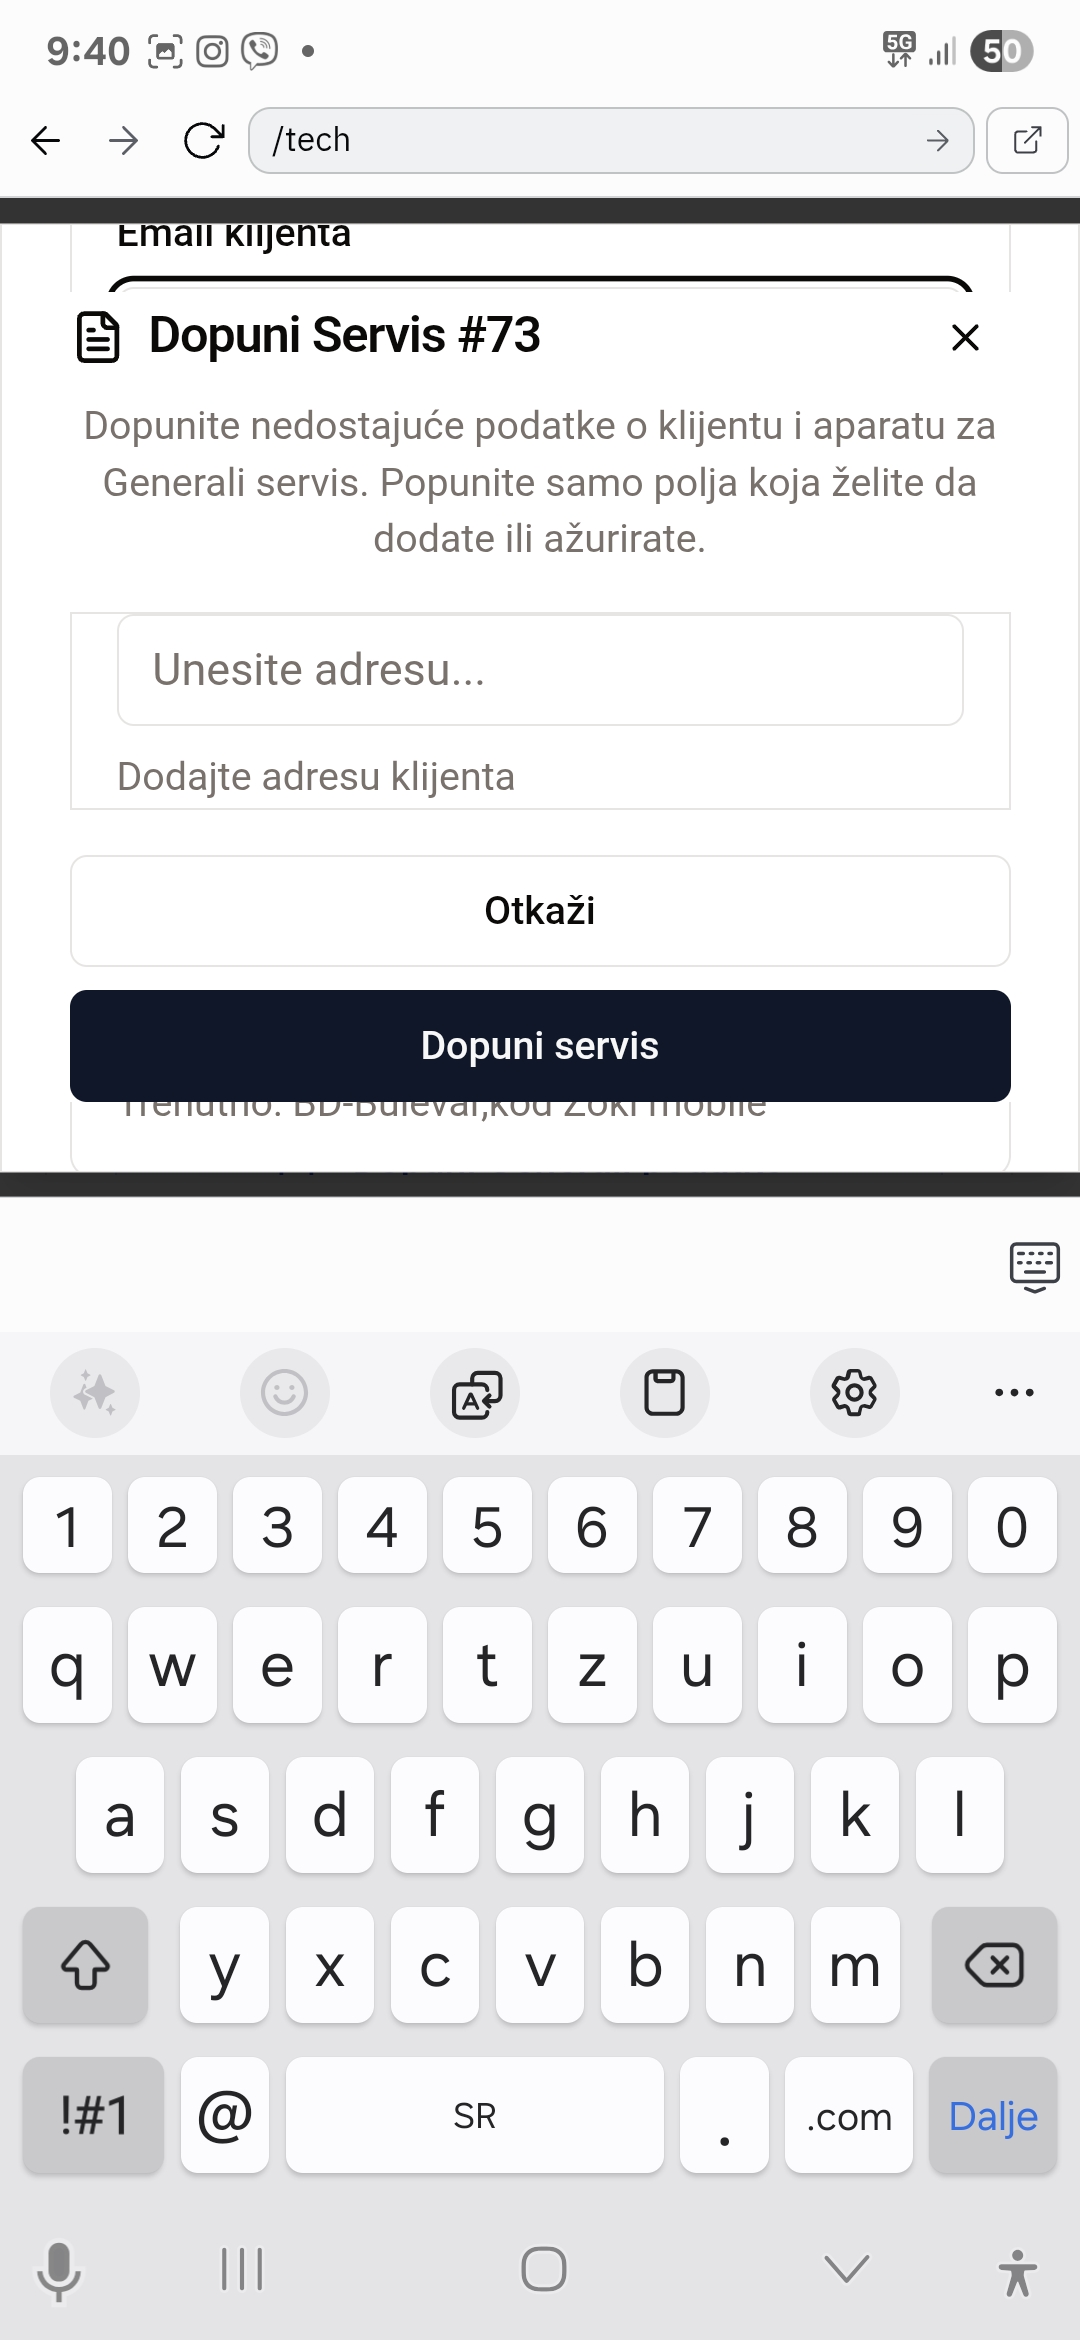 9:40
5G
50
/tech
Email klijenta
Dopuni Servis #73
Dopunite nedostajuće podatke o klijentu i aparatu za
Generali servis. Popunite samo polja koja želite da
dodate ili ažurirate.
Unesite adresu...
Dodajte adresu klijenta
Otkaži
Dopuni servis
Trenutno: BD-Bulevar,kod Zoki mobile
1 2 3 4 5 6 7 8 9 0
q w e r t z u i o p
a s d f g h j k l
y x c v b n m
!#1 @ SR . .com Dalje